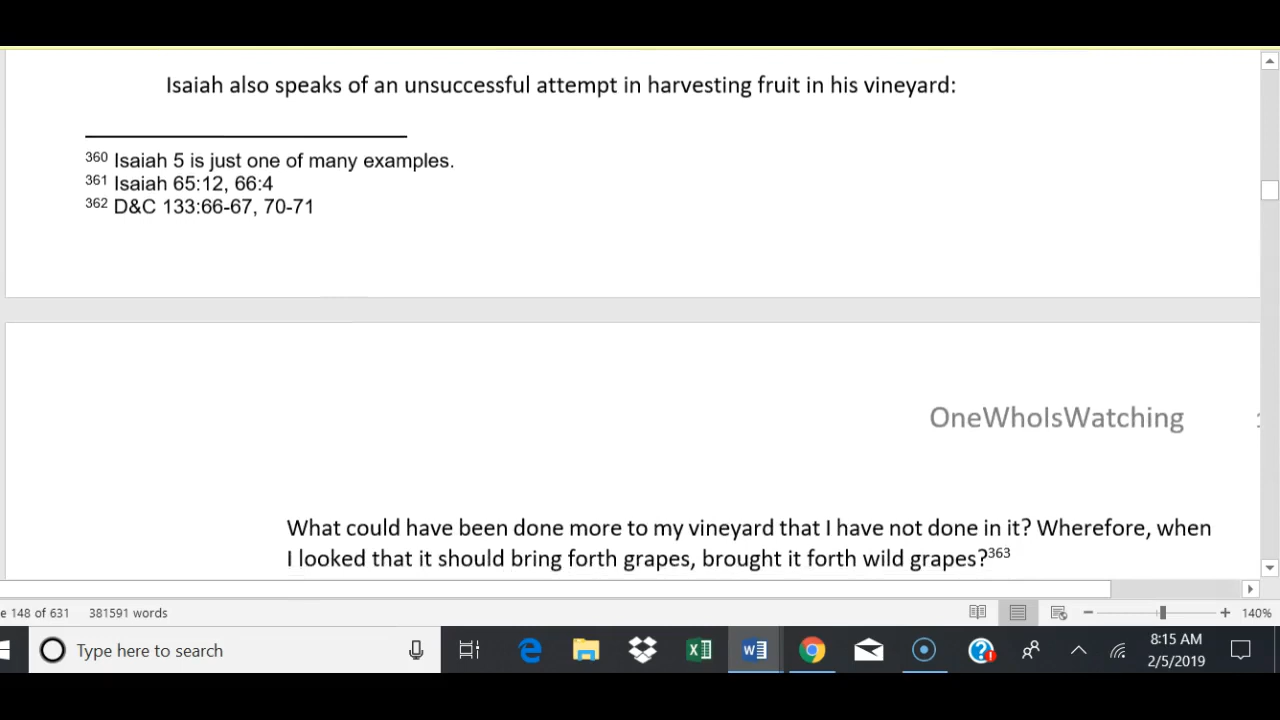 Isaiah also speaks of an unsuccessful attempt in harvesting fruit in his vineyard:
360 Isaiah 5 is just one of many examples.
361 Isaiah 65:12, 66:4
362 D&C 133:66-67, 70-71
OneWhoIsWatching
What could have been done more to my vineyard that I have not done in it? Wherefore, when
I looked that it should bring forth grapes, brought it forth wild grapes?363
e 148 of 631 381591 words 140%
Type here to search
8:15 AM
2/5/2019